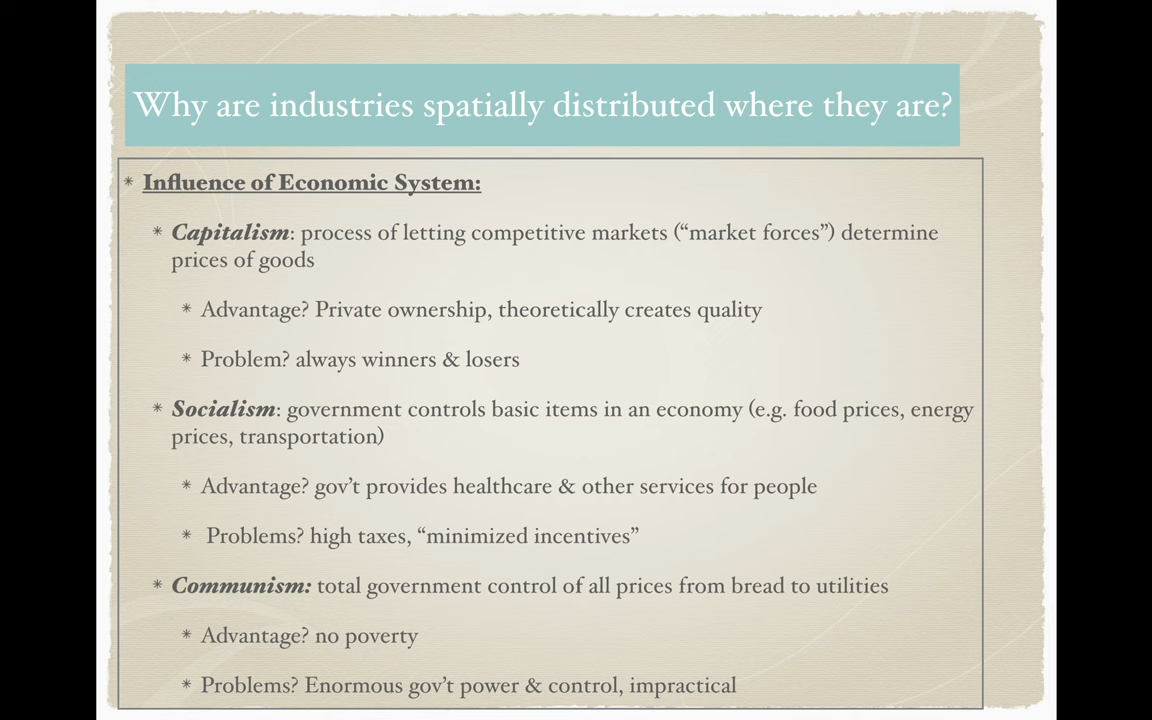 Why are industries spatially distributed where they are?
* Influence of Economic System:
* Capitalism: process of letting competitive markets (“market forces”) determine
prices of goods
* Advantage? Private ownership, theoretically creates quality
* Problem? always winners & losers
* Socialism: government controls basic items in an economy (e.g. food prices, energy
prices, transportation)
* Advantage? gov’t provides healthcare & other services for people
* Problems? high taxes, “minimized incentives”
* Communism: total government control of all prices from bread to utilities
* Advantage? no poverty
* Problems? Enormous gov’t power & control, impractical